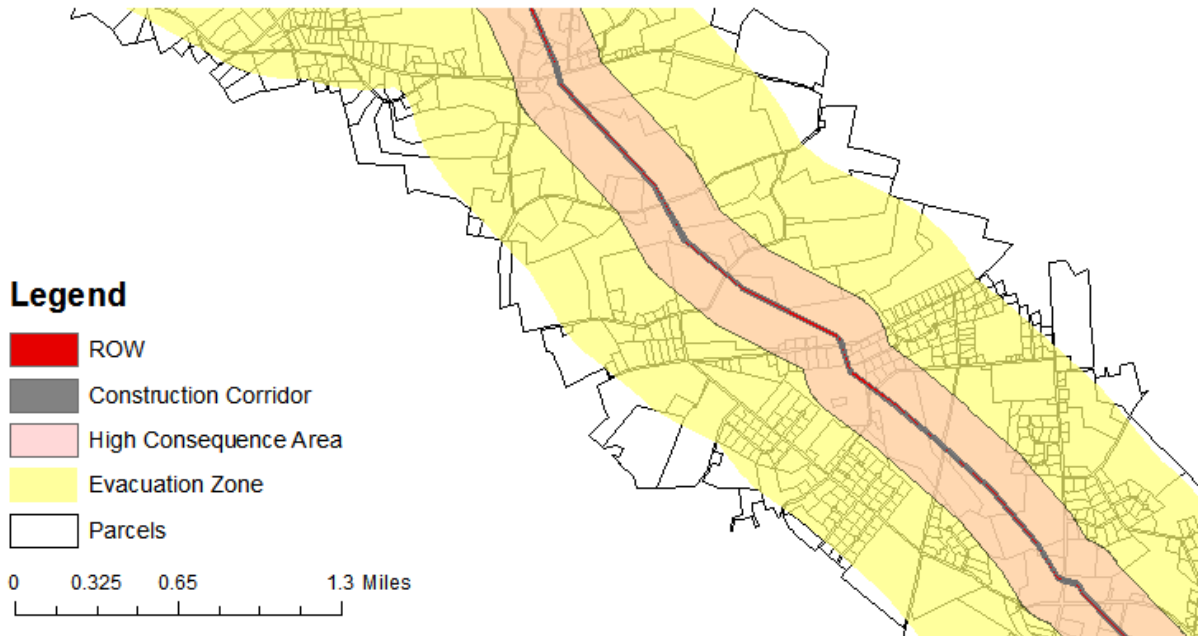 Legend
ROW
Construction Corridor
High Consequence Area
Evacuation Zone
Parcels
0 0.325 0.65 1.3 Miles